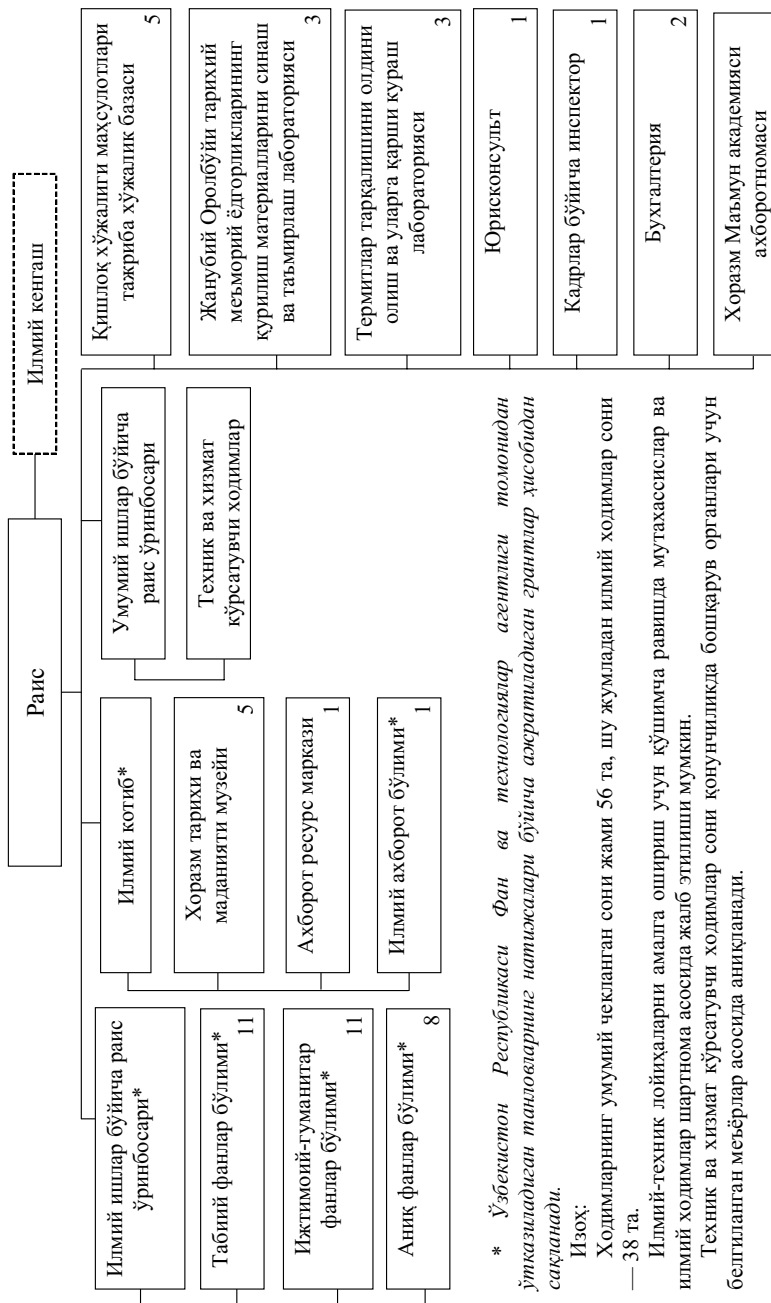 Раис
Илмий кенгаш
Илмий ишлар бўйича раис
ўринбосари*
Табиий фанлар бўлими*
11
Ижтимоий-гуманитар
фанлар бўлими*
11
Аниқ фанлар бўлими*
8
Илмий котиб*
Хоразм тарихи ва
маданияти музейи
5
Ахборот ресурс маркази
1
Илмий ахборот бўлими*
1
Умумий ишлар бўйича
раис ўринбосари
Техник ва хизмат
кўрсатувчи ходимлар
Қишлоқ хўжалиги маҳсулотлари
тажриба хўжалик базаси
5
Жанубий Оролбўйи тарихий
меъморий ёдгорликларининг
қурилиш материалларини синаш
ва таъмирлаш лабораторияси
3
Термитлар тарқалишини олдини
олиш ва уларга қарши кураш
лабораторияси
3
Юрисконсульт
1
Кадрлар бўйича инспектор
1
Бухгалтерия
2
Хоразм Маъмун академияси
ахборотномаси
* Ўзбекистон Республикаси Фан ва технологиялар агентлиги томонидан
ўтказиладиган танловларнинг натижалари бўйича ажратиладиган грантлар ҳисобидан
сақланади.
Изоҳ:
Ходимларнинг умумий чекланган сони жами 56 та, шу жумладан илмий ходимлар сони
— 38 та.
Илмий-техник лойиҳаларни амалга ошириш учун қўшимча равишда мутахассислар ва
илмий ходимлар шартнома асосида жалб этилиши мумкин.
Техник ва хизмат кўрсатувчи ходимлар сони қонунчиликда бошқарув органлари учун
белгиланган меъёрлар асосида аниқланади.